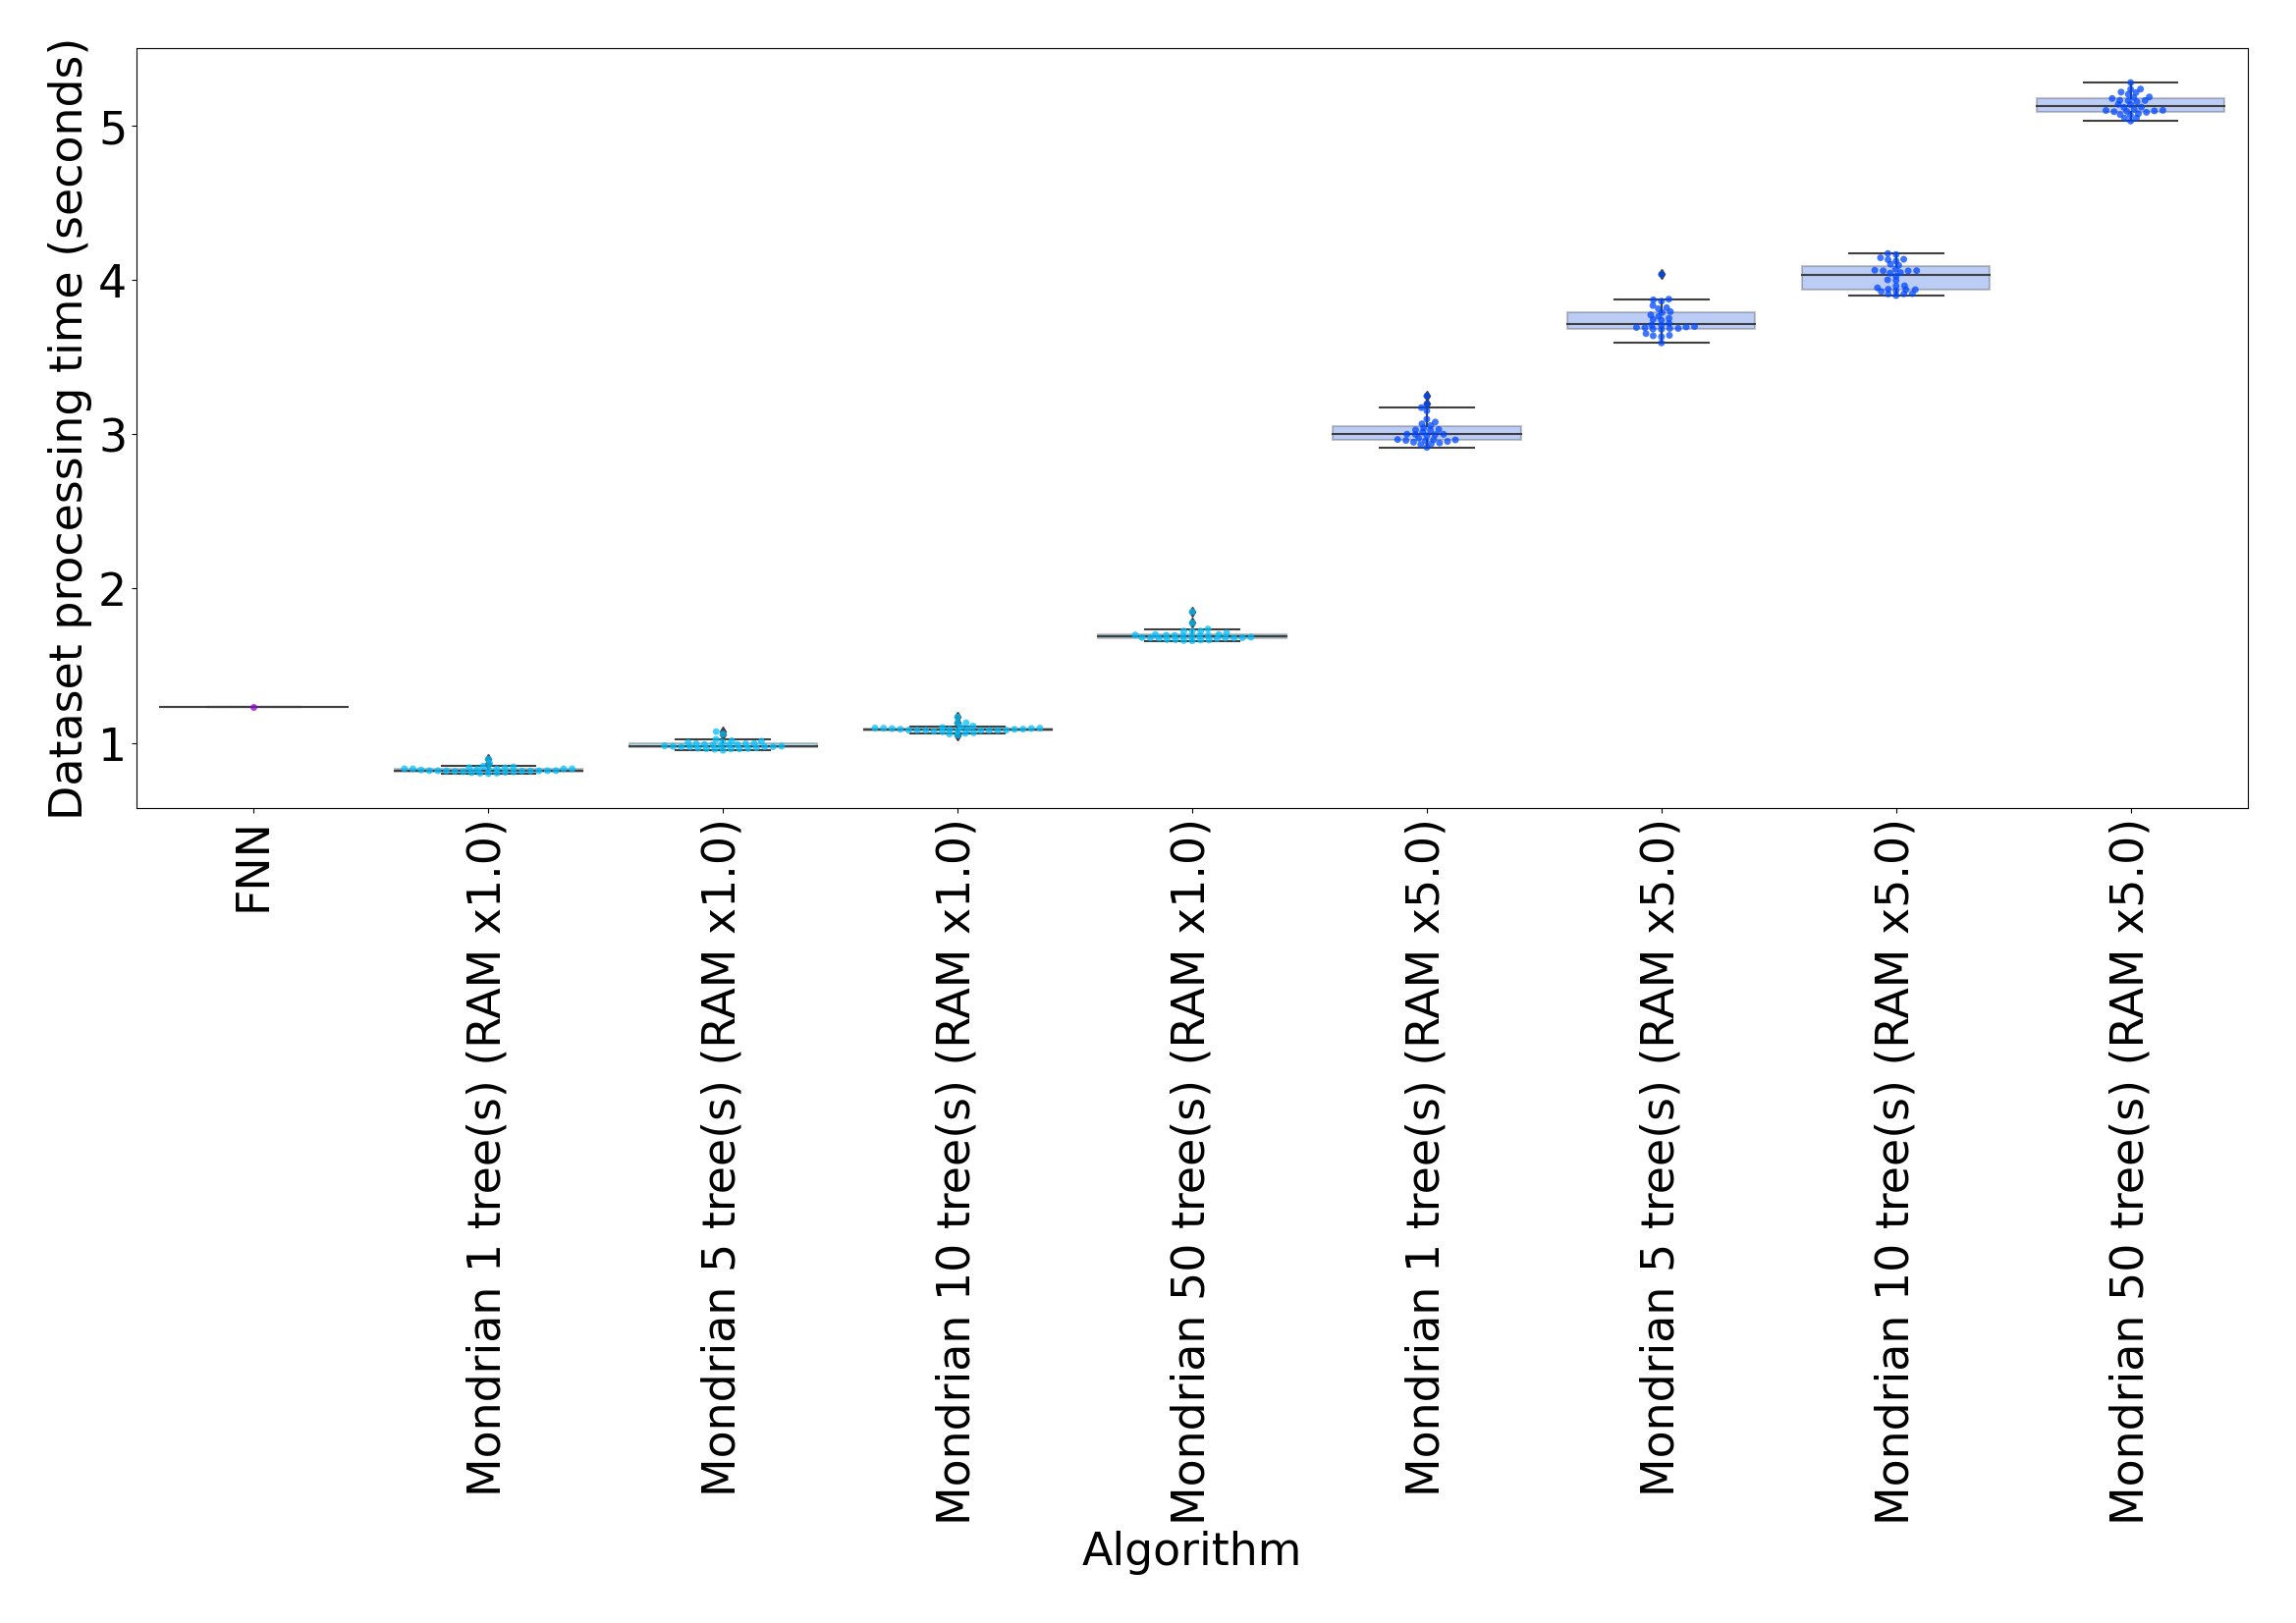 Dataset processing time (seconds)
5
4
3
2
1
FNN
Mondrian 1 tree(s) (RAM x1.0)
Mondrian 5 tree(s) (RAM x1.0)
Mondrian 10 tree(s) (RAM x1.0)
Mondrian 50 tree(s) (RAM x1.0)
Mondrian 1 tree(s) (RAM x5.0)
Mondrian 5 tree(s) (RAM x5.0)
Mondrian 10 tree(s) (RAM x5.0)
Mondrian 50 tree(s) (RAM x5.0)
Algorithm